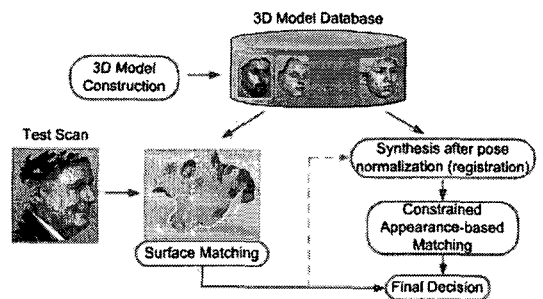 3D Model Database
3D Model
Construction
Test Scan
Surface Matching
Synthesis after pose
normalization (registration)
Constrained
Appearance-based
Matching
Final Decision